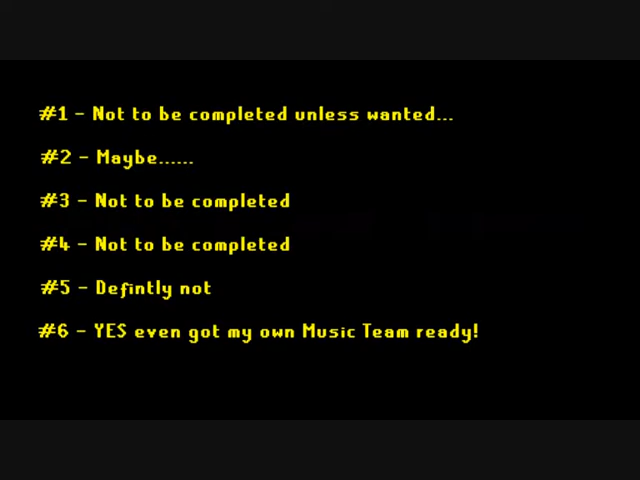 #1 - Not to be completed unless wanted...
#2 - Maybe......
#3 - Not to be completed
#4 - Not to be completed
#5 - Defintly not
#6 - YES even got my own Music Team ready!